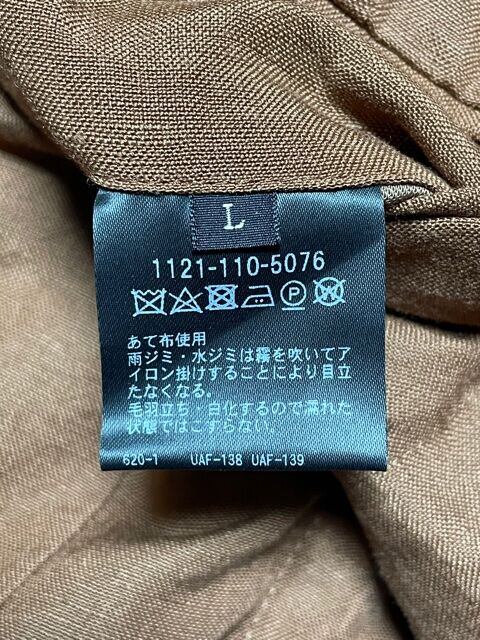 L
1121-110-5076
P W
あて布使用
雨ジミ・水ジミは霧を吹いてア
イロン掛けすることにより目立
たなくなる。
毛羽立ち・白化するので濡れた
状態ではこすらない。
620-1 UAF-138 UAF-139